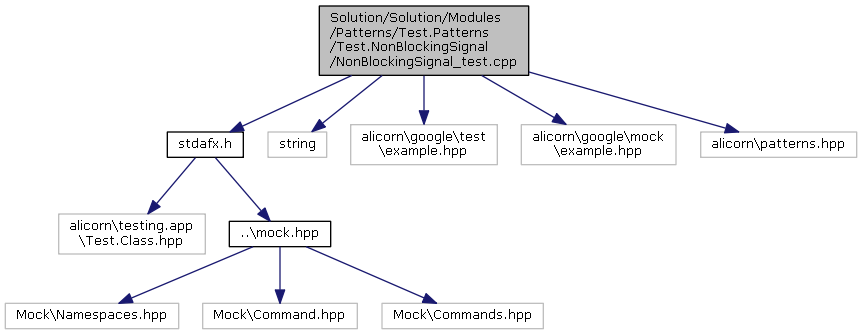 Solution/Solution/Modules
/Patterns/Test.Patterns
/Test.NonBlockingSignal
/NonBlockingSignal_test.cpp
stdafx.h
string
alicorn\google\test
\example.hpp
alicorn\google\mock
\example.hpp
alicorn\patterns.hpp
alicorn\testing.app
\Test.Class.hpp
..\mock.hpp
Mock\Namespaces.hpp
Mock\Command.hpp
Mock\Commands.hpp